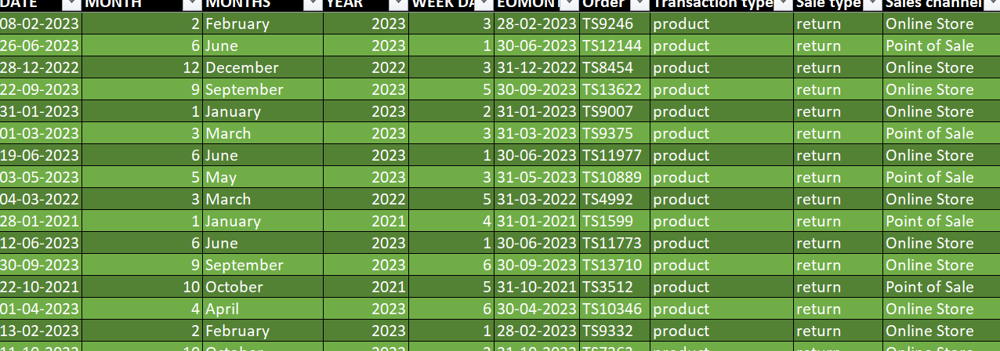 DATE MONTH MONTHS YEAR WEEK DA EOMONT Order Transaction type Sale type Sales channel
08-02-2023 2 February 2023 3 28-02-2023 TS9246 product return Online Store
26-06-2023 6 June 2023 1 30-06-2023 TS12144 product return Point of Sale
28-12-2022 12 December 2022 3 31-12-2022 TS8454 product return Online Store
22-09-2023 9 September 2023 5 30-09-2023 TS13622 product return Online Store
31-01-2023 1 January 2023 2 31-01-2023 TS9007 product return Online Store
01-03-2023 3 March 2023 3 31-03-2023 TS9375 product return Point of Sale
19-06-2023 6 June 2023 1 30-06-2023 TS11977 product return Online Store
03-05-2023 5 May 2023 3 31-05-2023 TS10889 product return Point of Sale
04-03-2022 3 March 2022 5 31-03-2022 TS4992 product return Online Store
28-01-2021 1 January 2021 4 31-01-2021 TS1599 product return Point of Sale
12-06-2023 6 June 2023 1 30-06-2023 TS11773 product return Online Store
30-09-2023 9 September 2023 6 30-09-2023 TS13710 product return Online Store
22-10-2021 10 October 2021 5 31-10-2021 TS3512 product return Point of Sale
01-04-2023 4 April 2023 6 30-04-2023 TS10346 product return Online Store
13-02-2023 2 February 2023 1 28-02-2023 TS9332 product return Online Store
10 October product return Online Store